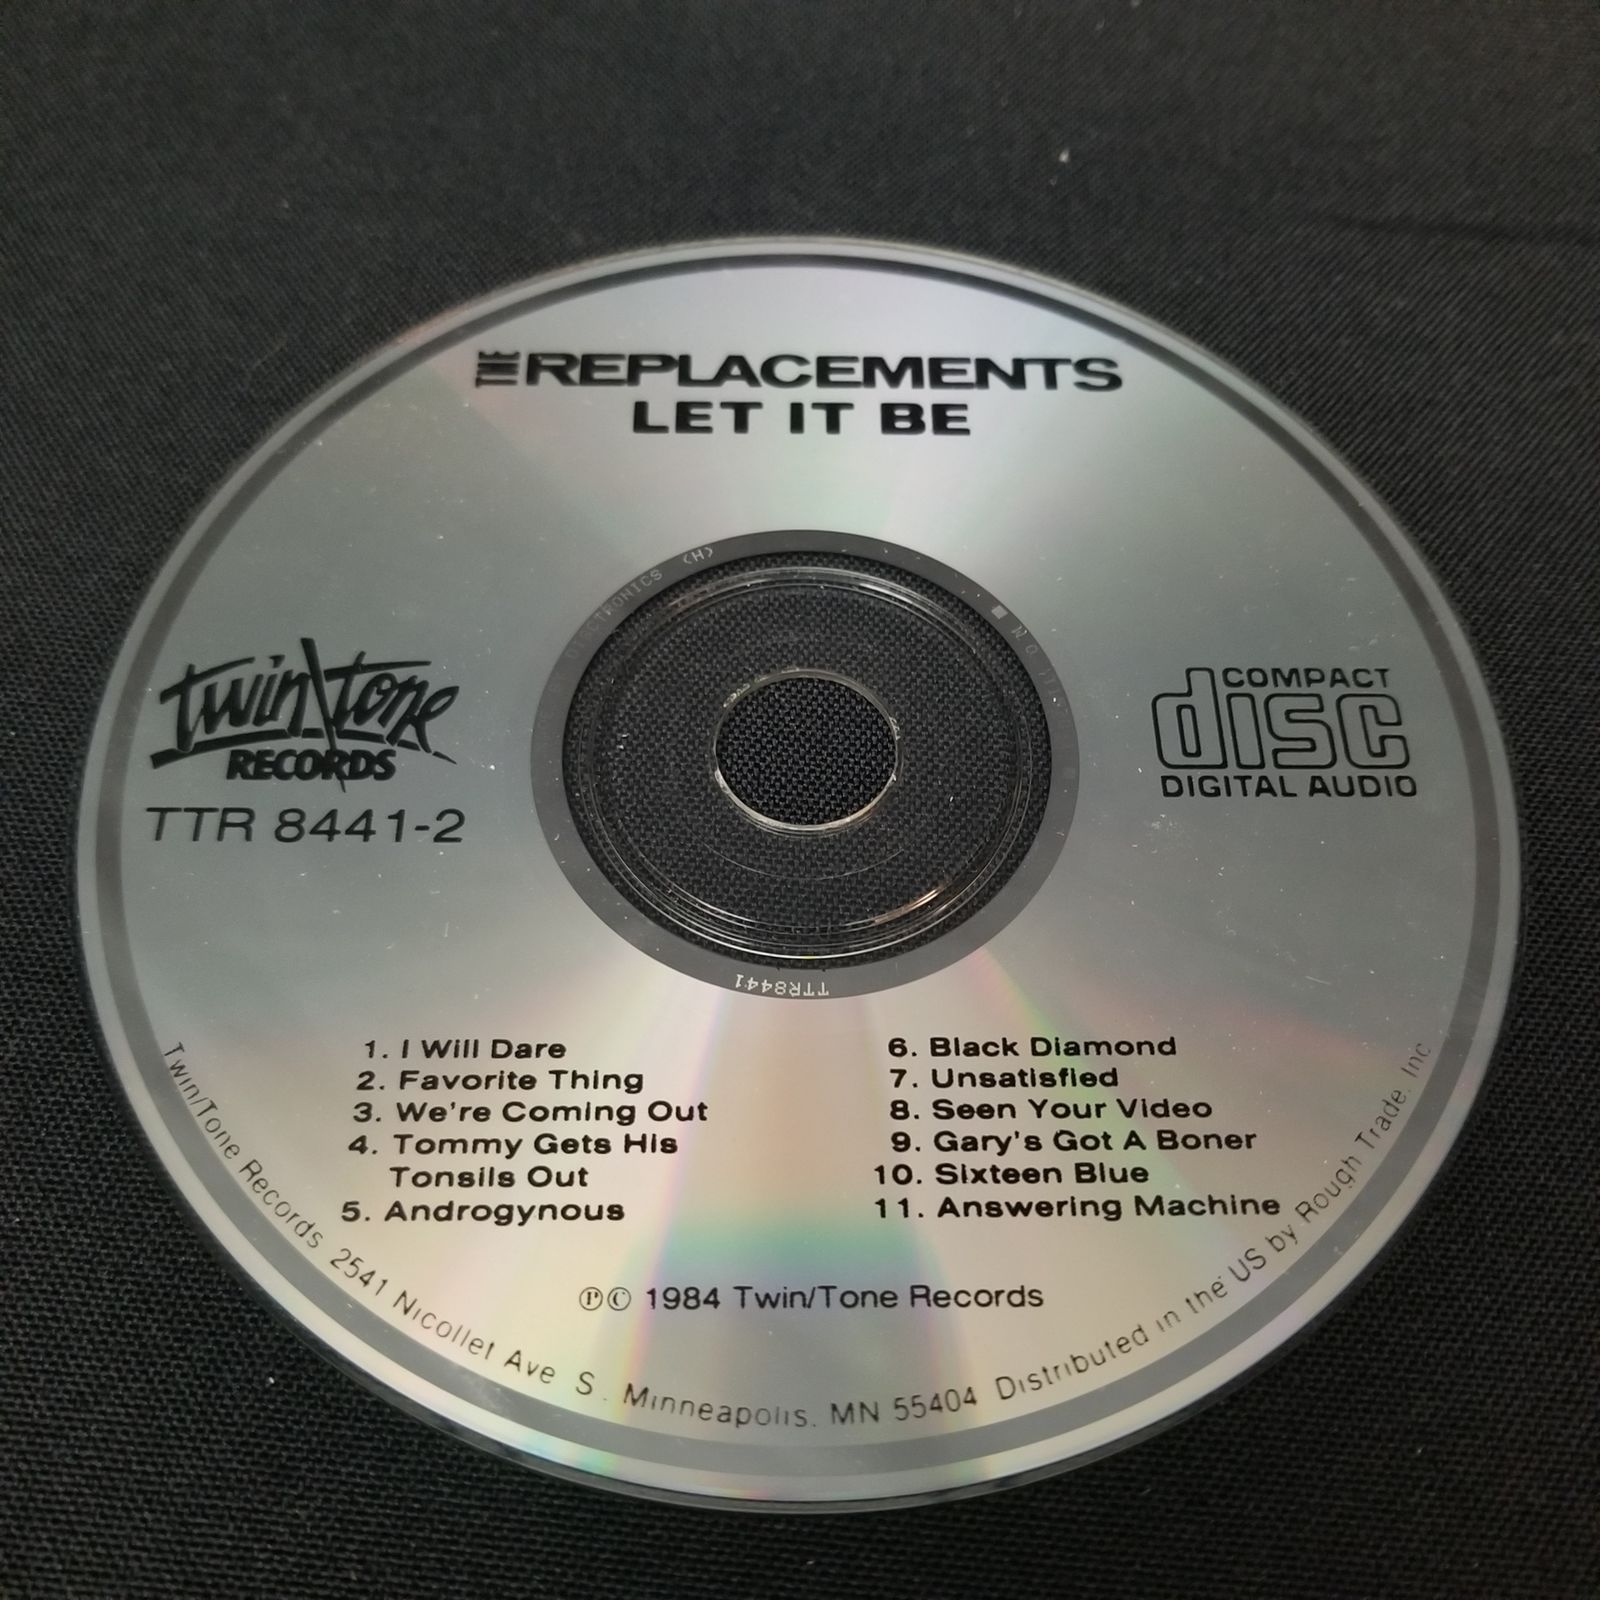 THE REPLACEMENTS
LET IT BE
twin\tone
RECORDS
TTR 8441-2
COMPACT
disc
DIGITAL AUDIO
(H)
TTR8441
1. I Will Dare
2. Favorite Thing
3. We're Coming Out
4. Tommy Gets His
Tonsils Out
5. Androgynous
6. Black Diamond
7. Unsatisfied
8. Seen Your Video
9. Gary's Got A Boner
10. Sixteen Blue
11. Answering Machine
℗© 1984 Twin/Tone Records
Twin/Tone Records 2541 Nicollet Ave S. Minneapolis. MN 55404 Distributed in the US by Rough Trade. Inc